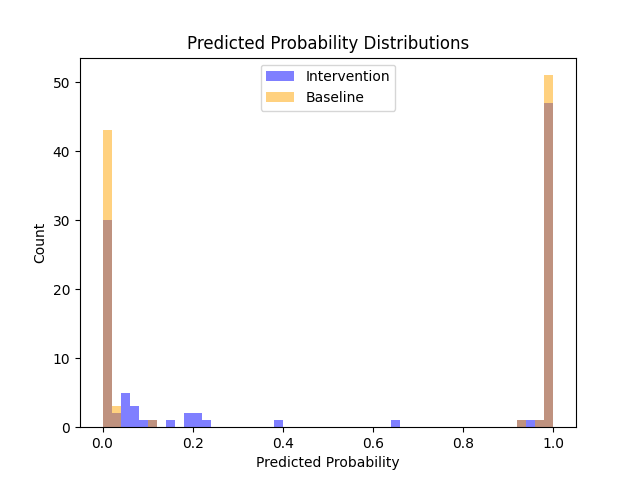 Predicted Probability Distributions
Intervention
Baseline
50
40
30
20
10
0
Count
0.0 0.2 0.4 0.6 0.8 1.0
Predicted Probability